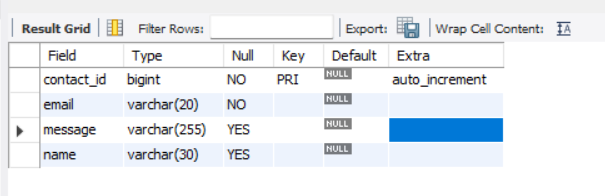 Result Grid Filter Rows: Export: Wrap Cell Content: IA
Field Type Null Key Default Extra
contact_id bigint NO PRI NULL auto_increment
email varchar(20) NO NULL
message varchar(255) YES NULL
name varchar(30) YES NULL